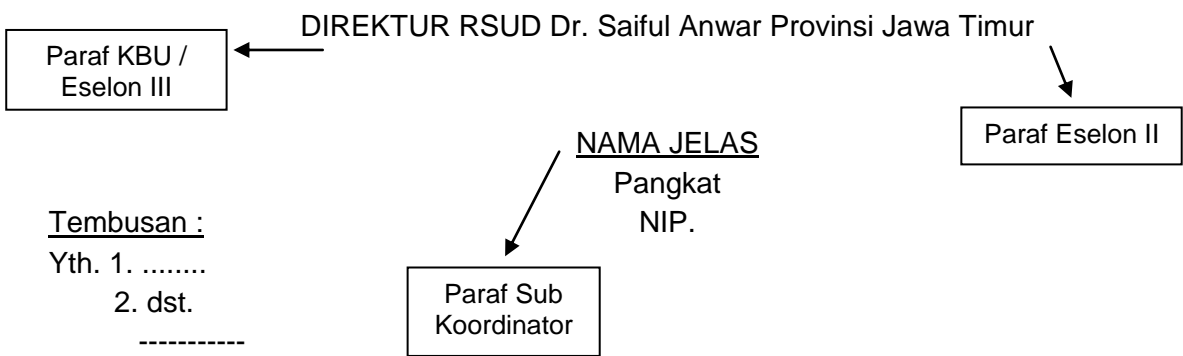 DIREKTUR RSUD Dr. Saiful Anwar Provinsi Jawa Timur
Paraf KBU /
Eselon III
Paraf Eselon II
NAMA JELAS
Pangkat
NIP.
Tembusan :
Yth. 1. ........
2. dst.
-----------
Paraf Sub
Koordinator